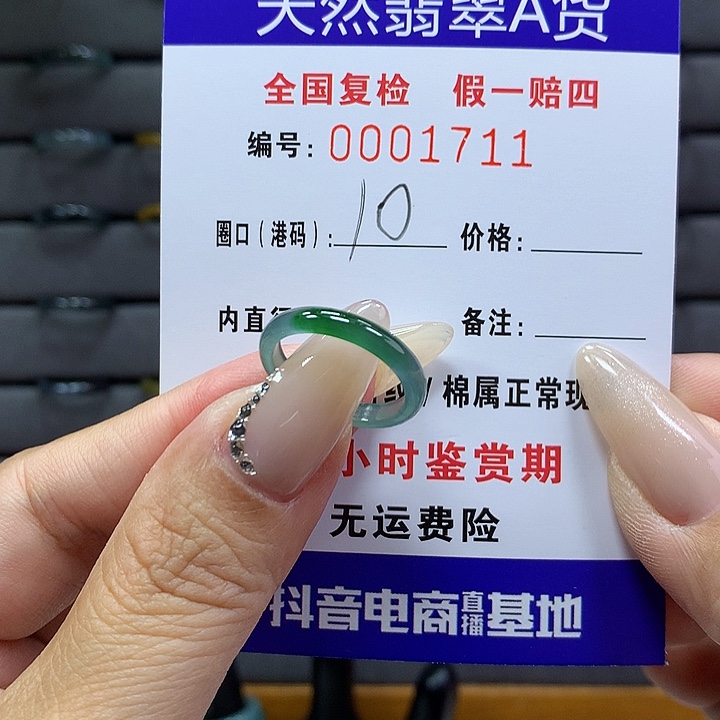 天然翡翠A货
全国复检 假一赔四
编号: 0001711
圈口(港码): 10 价格:
内直 备注:
棉属正常现
小时鉴赏期
无运费险
抖音电商直播基地